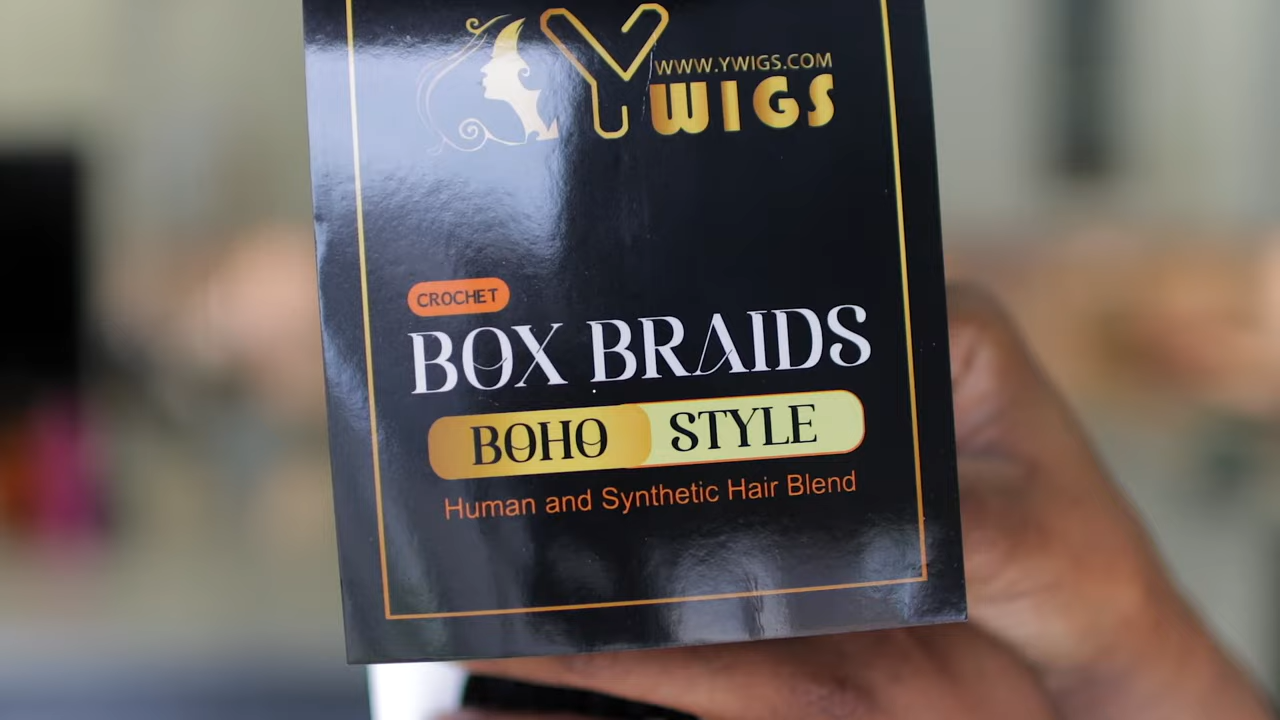 WWW.YWIGS.COM
YWIGS
CROCHET
BOX BRAIDS
BOHO STYLE
Human and Synthetic Hair Blend